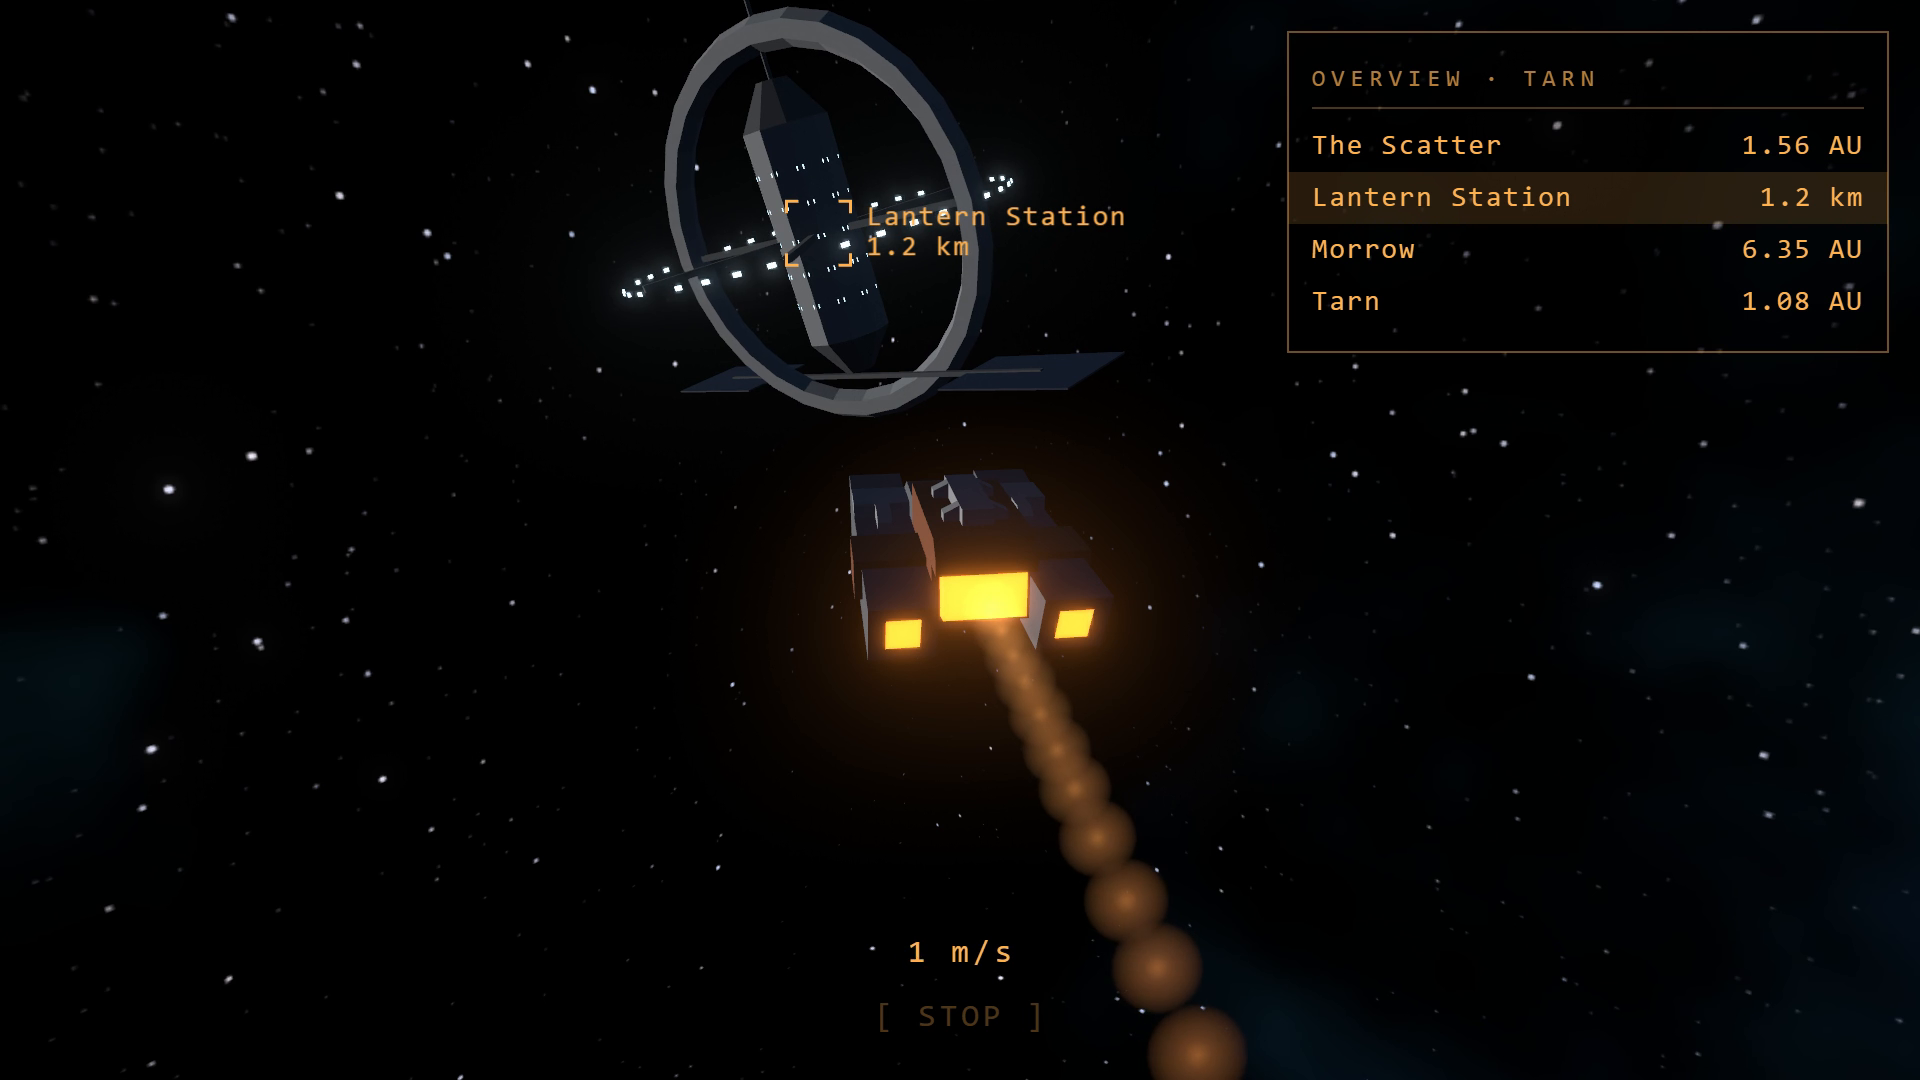 OVERVIEW · TARN
The Scatter 1.56 AU
Lantern Station 1.2 km
Morrow 6.35 AU
Tarn 1.08 AU
Lantern Station
1.2 km
1 m/s
[ STOP ]